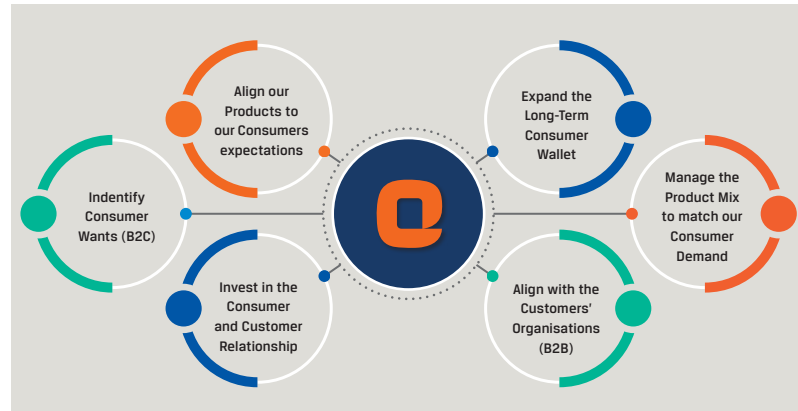 Align our
Products to
our Consumers
expectations
Expand the
Long-Term
Consumer
Wallet
Indentify
Consumer
Wants (B2C)
Manage the
Product Mix
to match our
Consumer
Demand
Invest in the
Consumer
and Customer
Relationship
Align with the
Customers'
Organisations
(B2B)